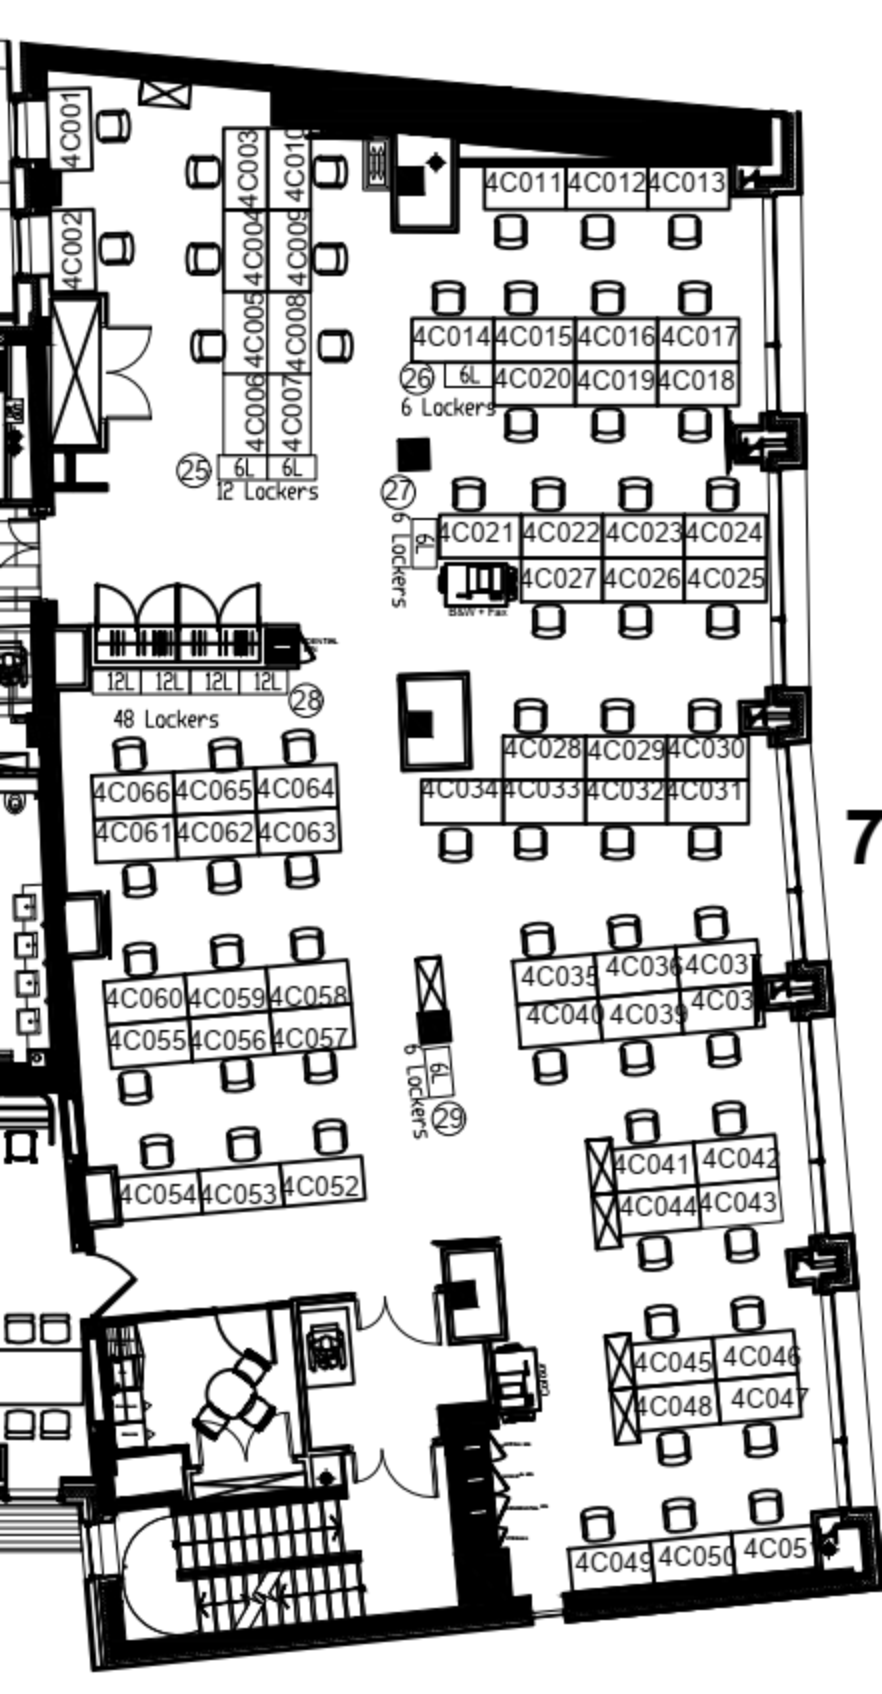 4C001
4C002
4C003
4C010
4C004
4C009
4C005
4C008
4C006
4C007
25
6L 6L
12 Lockers
4C011 4C012 4C013
4C014 4C015 4C016 4C017
26
6L
4C020 4C019 4C018
6 Lockers
27
6 Lockers
6L
4C021 4C022 4C023 4C024
4C027 4C026 4C025
B&W + Fax
12L 12L 12L 12L
28
48 Lockers
4C028 4C029 4C030
4C034 4C033 4C032 4C031
4C066 4C065 4C064
4C061 4C062 4C063
7
4C035 4C036 4C03
4C040 4C039 4C03
4C060 4C059 4C058
4C055 4C056 4C057
6 Lockers
6L
29
4C041 4C042
4C044 4C043
4C054 4C053 4C052
4C045 4C046
4C048 4C047
Colour
4C049 4C050 4C05